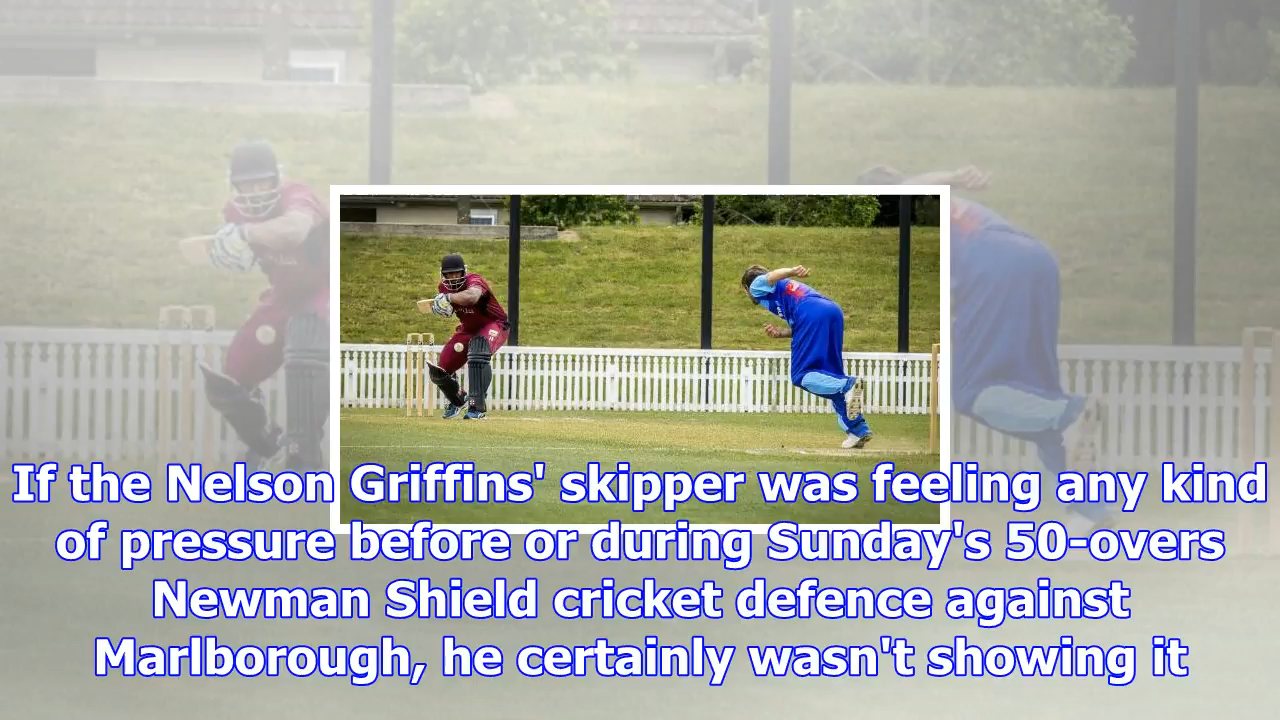 If the Nelson Griffins' skipper was feeling any kind
of pressure before or during Sunday's 50-overs
Newman Shield cricket defence against
Marlborough, he certainly wasn't showing it